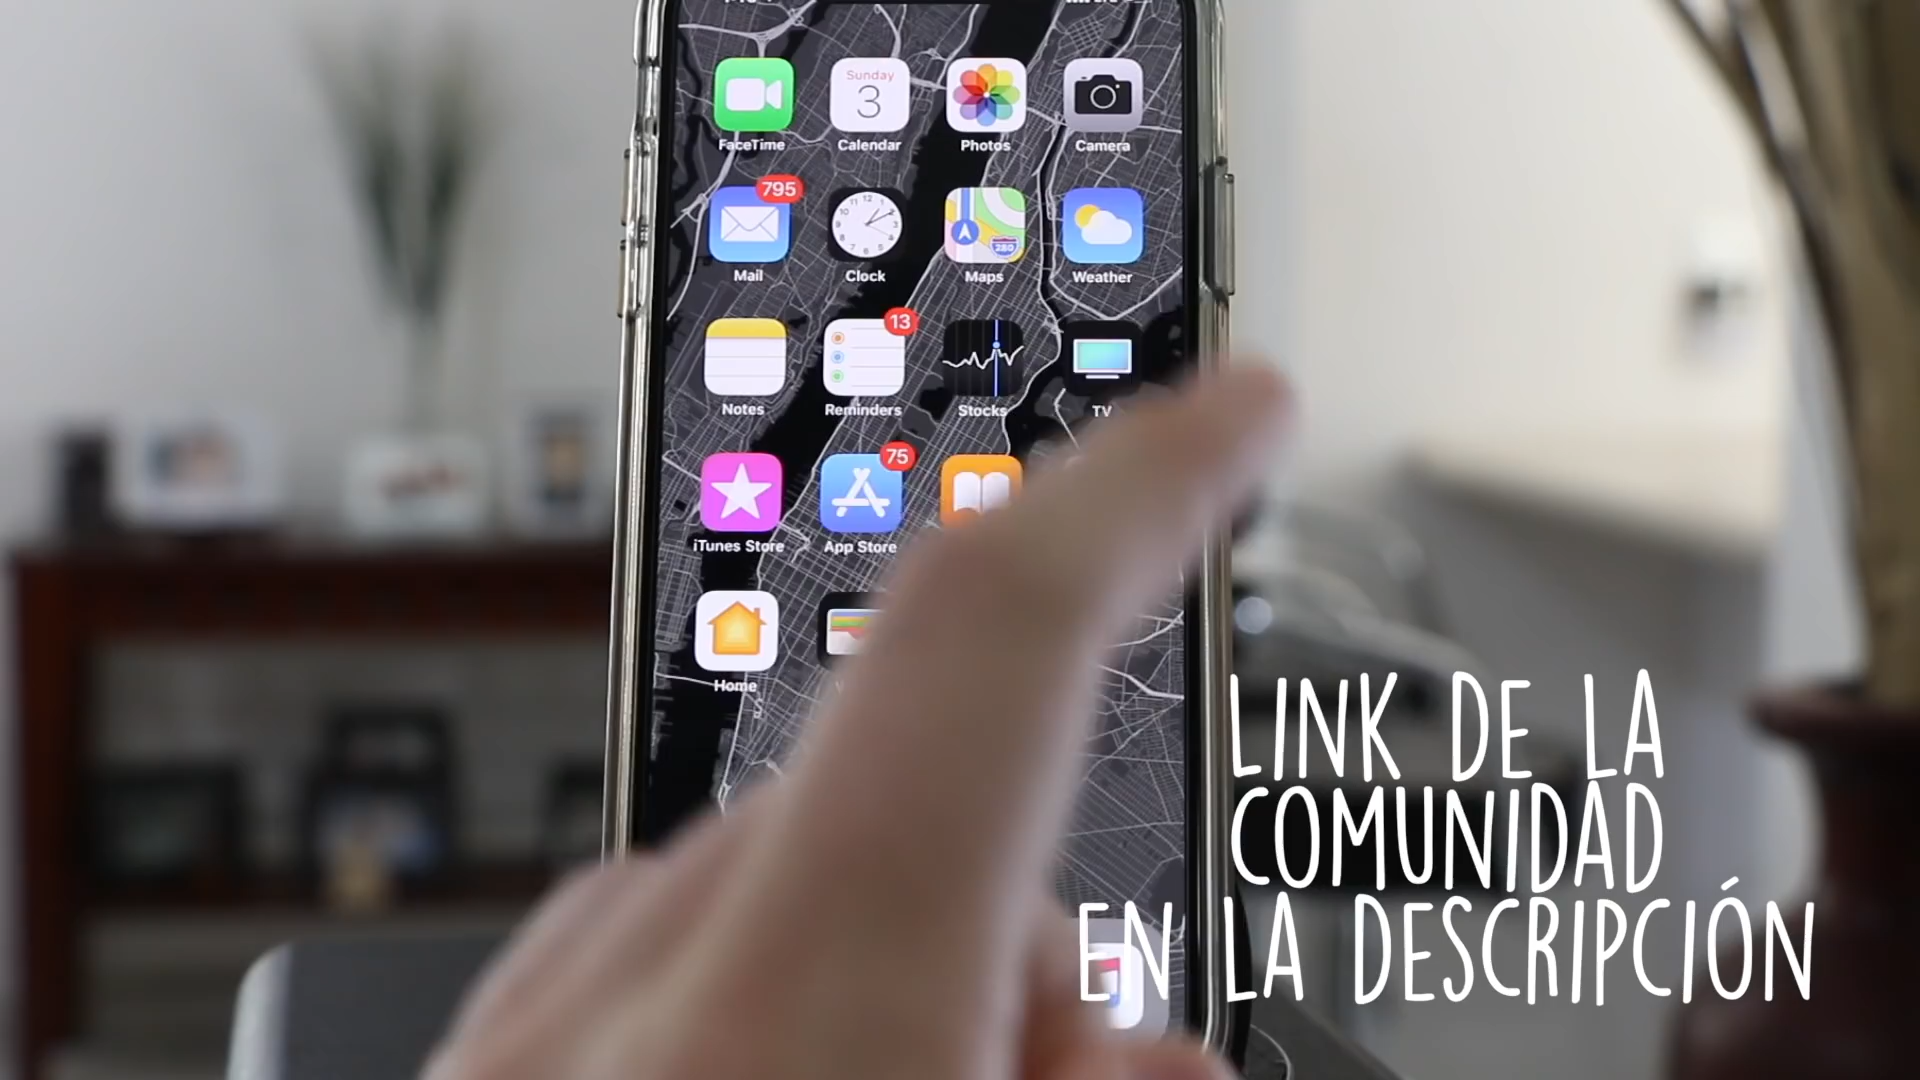 FaceTime
Sunday
3
Calendar
Photos
Camera
795
Mail
Clock
280
Maps
Weather
Notes
13
Reminders
Stocks
TV
iTunes Store
75
App Store
Home
LINK DE LA
COMUNIDAD
EN LA DESCRIPCIÓN